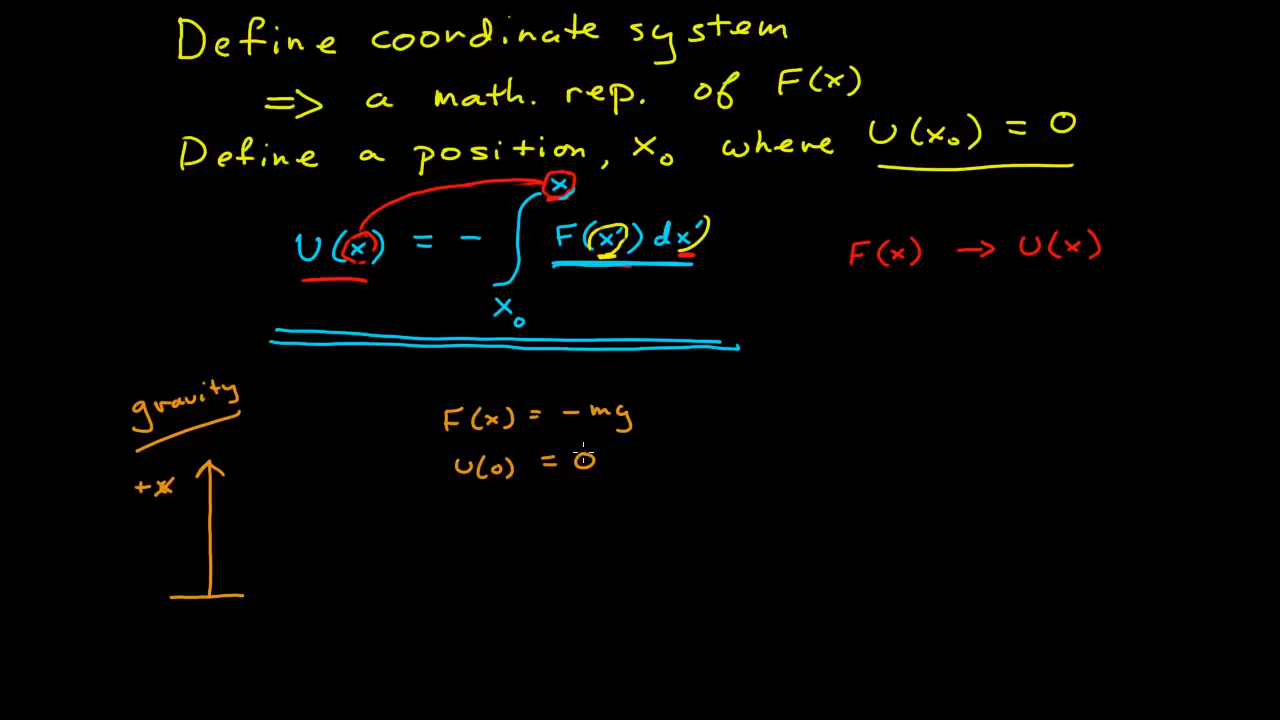 Define coordinate system
=> a math. rep. of F(x)
Define a position, x₀ where U(x₀) = 0
U(x) = - ∫_{x₀}^{x} F(x') dx'
F(x) → U(x)
gravity
F(x) = -mg
U(0) = 0
+x